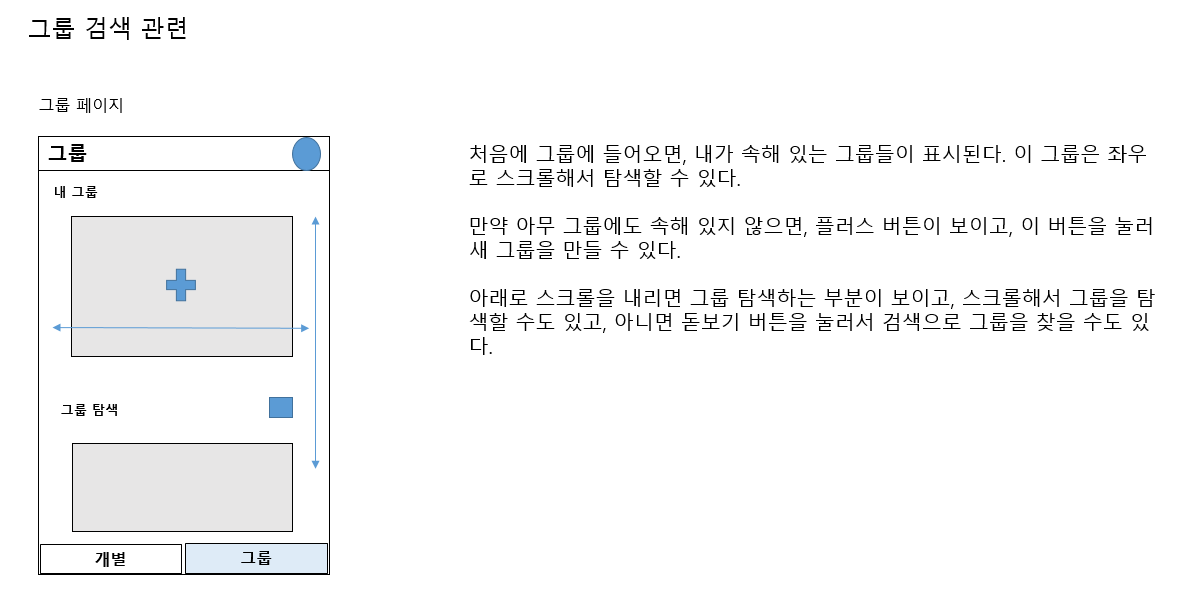 그룹 검색 관련
그룹 페이지
그룹
내 그룹
그룹 탐색
개별
그룹
처음에 그룹에 들어오면, 내가 속해 있는 그룹들이 표시된다. 이 그룹은 좌우
로 스크롤해서 탐색할 수 있다.
만약 아무 그룹에도 속해 있지 않으면, 플러스 버튼이 보이고, 이 버튼을 눌러
새 그룹을 만들 수 있다.
아래로 스크롤을 내리면 그룹 탐색하는 부분이 보이고, 스크롤해서 그룹을 탐
색할 수도 있고, 아니면 돋보기 버튼을 눌러서 검색으로 그룹을 찾을 수도 있
다.